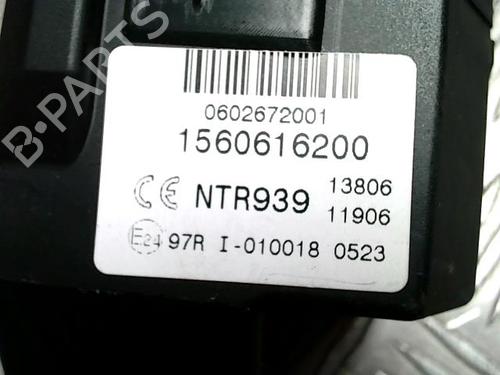 B-PARTS
0602672001
1560616200
CE NTR939 13806
11906
E24 97R I-010018 0523